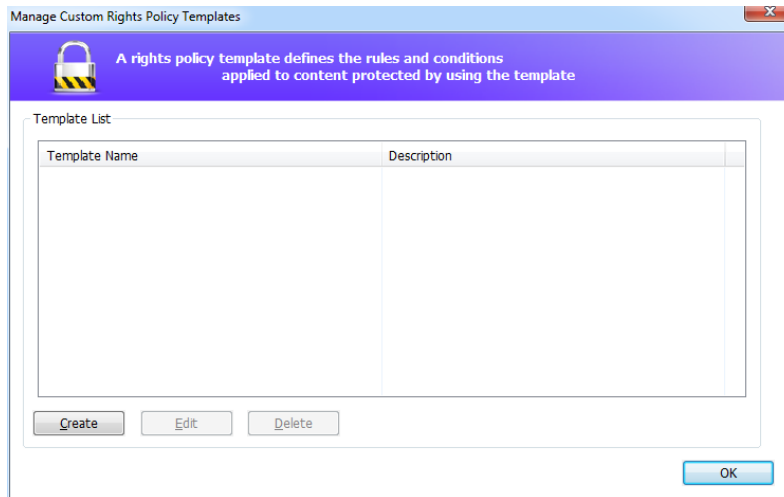 Manage Custom Rights Policy Templates
A rights policy template defines the rules and conditions
applied to content protected by using the template
Template List
Template Name Description
Create Edit Delete
OK